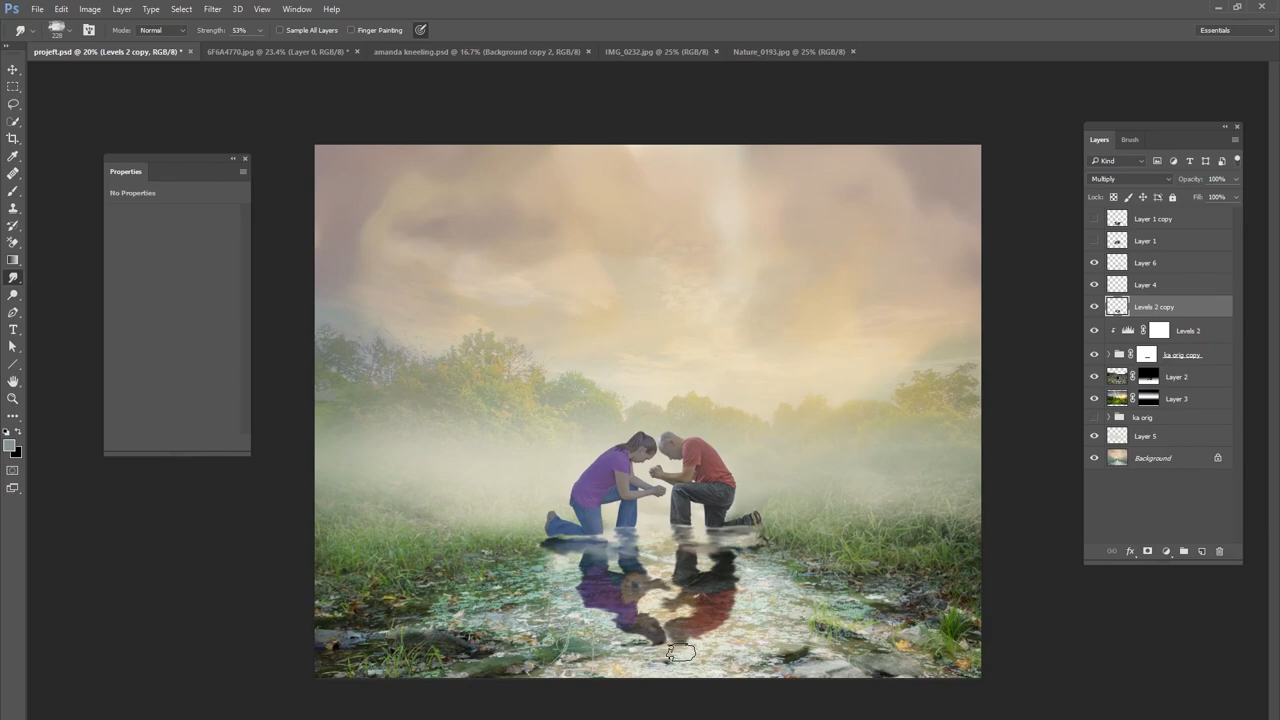 Ps File Edit Image Layer Type Select Filter 3D View Window Help
228 Mode: Normal Strength: 53% Sample All Layers Finger Painting Essentials
projeft.psd @ 20% (Levels 2 copy, RGB/8) * × 6F6A4770.jpg @ 23.4% (Layer 0, RGB/8) * × amanda kneeling.psd @ 16.7% (Background copy 2, RGB/8) × IMG_0232.jpg @ 25% (RGB/8) × Nature_0193.jpg @ 25% (RGB/8) ×
Properties
No Properties
Layers Brush
Kind
Multiply Opacity: 100%
Lock: Fill: 100%
Layer 1 copy
Layer 1
Layer 6
Layer 4
Levels 2 copy
Levels 2
ka orig copy
Layer 2
Layer 3
ka orig
Layer 5
Background
fx